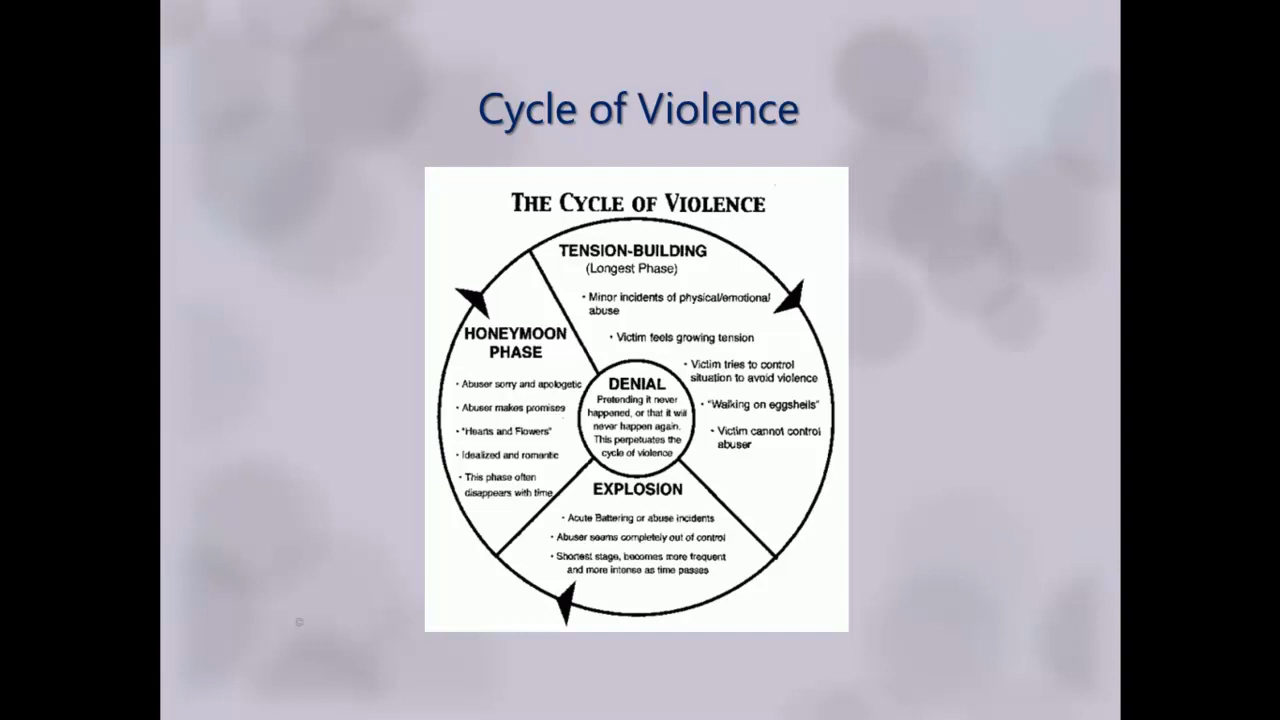 Cycle of Violence
THE CYCLE OF VIOLENCE
TENSION-BUILDING
(Longest Phase)
• Minor incidents of physical/emotional
abuse
• Victim feels growing tension
• Victim tries to control
situation to avoid violence
• "Walking on eggshells"
• Victim cannot control
abuser
HONEYMOON
PHASE
• Abuser sorry and apologetic
• Abuser makes promises
• "Hearts and Flowers"
• Idealized and romantic
• This phase often
disappears with time
DENIAL
Pretending it never
happened, or that it will
never happen again.
This perpetuates the
cycle of violence
EXPLOSION
• Acute Battering or abuse incidents
• Abuser seems completely out of control
• Shortest stage, becomes more frequent
and more intense as time passes
©